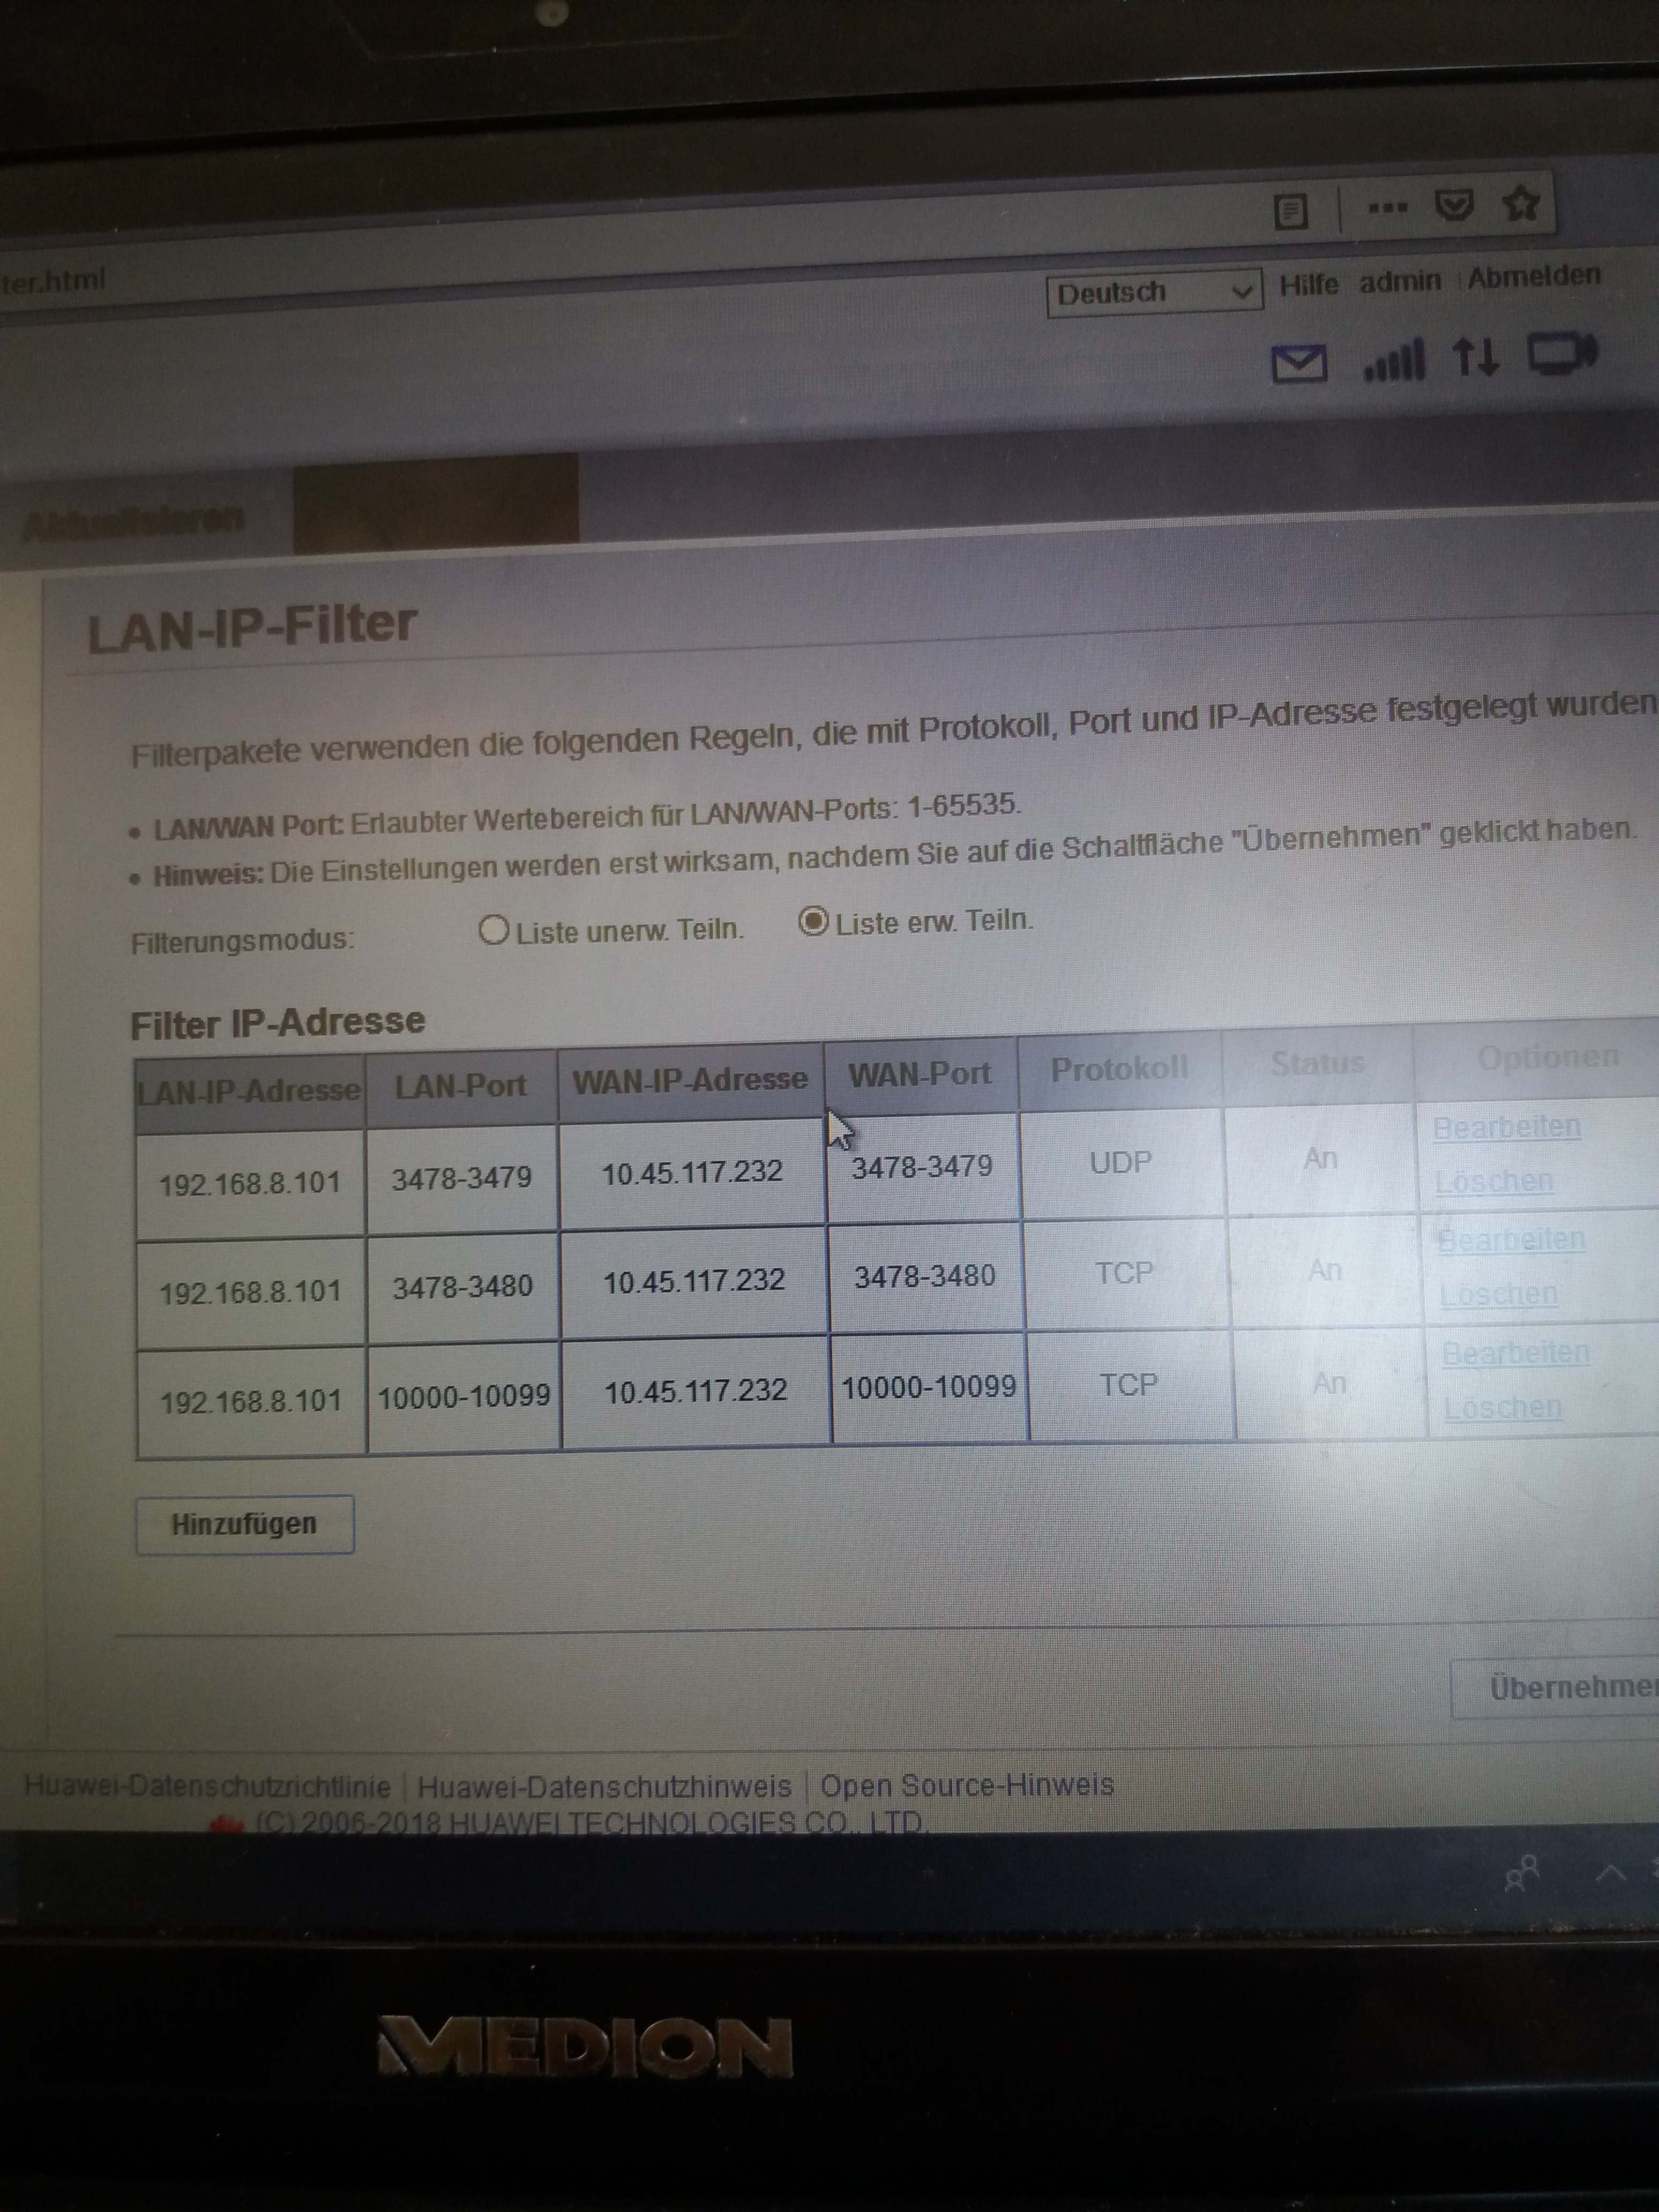 ter.html
Deutsch Hilfe admin Abmelden
Aktualisieren
LAN-IP-Filter
Filterpakete verwenden die folgenden Regeln, die mit Protokoll, Port und IP-Adresse festgelegt wurden
• LAN/WAN Port: Erlaubter Wertebereich für LAN/WAN-Ports: 1-65535.
• Hinweis: Die Einstellungen werden erst wirksam, nachdem Sie auf die Schaltfläche "Übernehmen" geklickt haben.
Filterungsmodus: Liste unerw. Teiln. Liste erw. Teiln.
Filter IP-Adresse
LAN-IP-Adresse LAN-Port WAN-IP-Adresse WAN-Port Protokoll Status Optionen
192.168.8.101 3478-3479 10.45.117.232 3478-3479 UDP An Bearbeiten
Löschen
192.168.8.101 3478-3480 10.45.117.232 3478-3480 TCP An Bearbeiten
Löschen
192.168.8.101 10000-10099 10.45.117.232 10000-10099 TCP An Bearbeiten
Löschen
Hinzufügen
Übernehmen
Huawei-Datenschutzrichtlinie | Huawei-Datenschutzhinweis | Open Source-Hinweis
(C) 2006-2018 HUAWEI TECHNOLOGIES CO., LTD.
MEDION